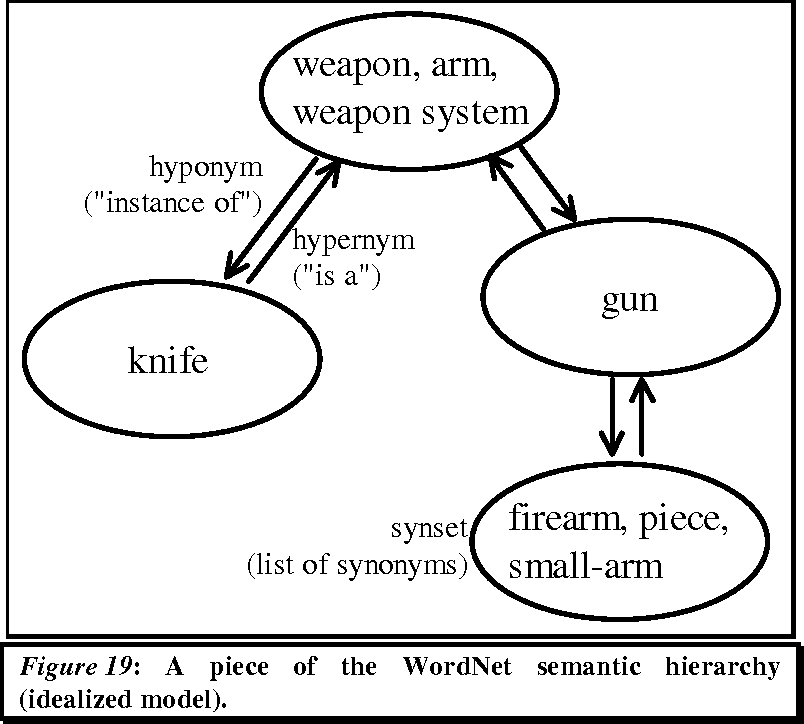 weapon, arm,
weapon system
hyponym
("instance of")
hypernym
("is a")
gun
knife
synset
(list of synonyms)
firearm, piece,
small-arm
Figure 19: A piece of the WordNet semantic hierarchy
(idealized model).